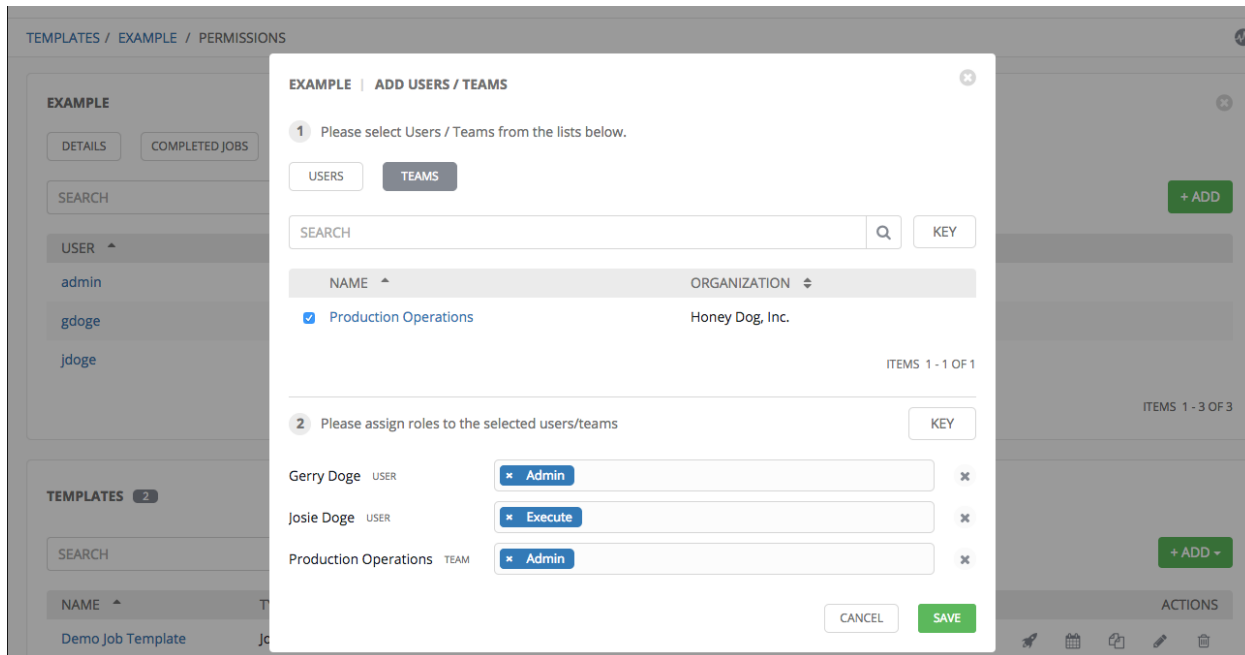 TEMPLATES / EXAMPLE / PERMISSIONS
EXAMPLE
DETAILS COMPLETED JOBS
SEARCH
+ ADD
USER
admin
gdoge
jdoge
ITEMS 1 - 3 OF 3
TEMPLATES 2
SEARCH
+ ADD
NAME ACTIONS
Demo Job Template
EXAMPLE | ADD USERS / TEAMS
1 Please select Users / Teams from the lists below.
USERS TEAMS
SEARCH KEY
NAME ORGANIZATION
Production Operations Honey Dog, Inc.
ITEMS 1 - 1 OF 1
2 Please assign roles to the selected users/teams KEY
Gerry Doge USER × Admin
Josie Doge USER × Execute
Production Operations TEAM × Admin
CANCEL SAVE